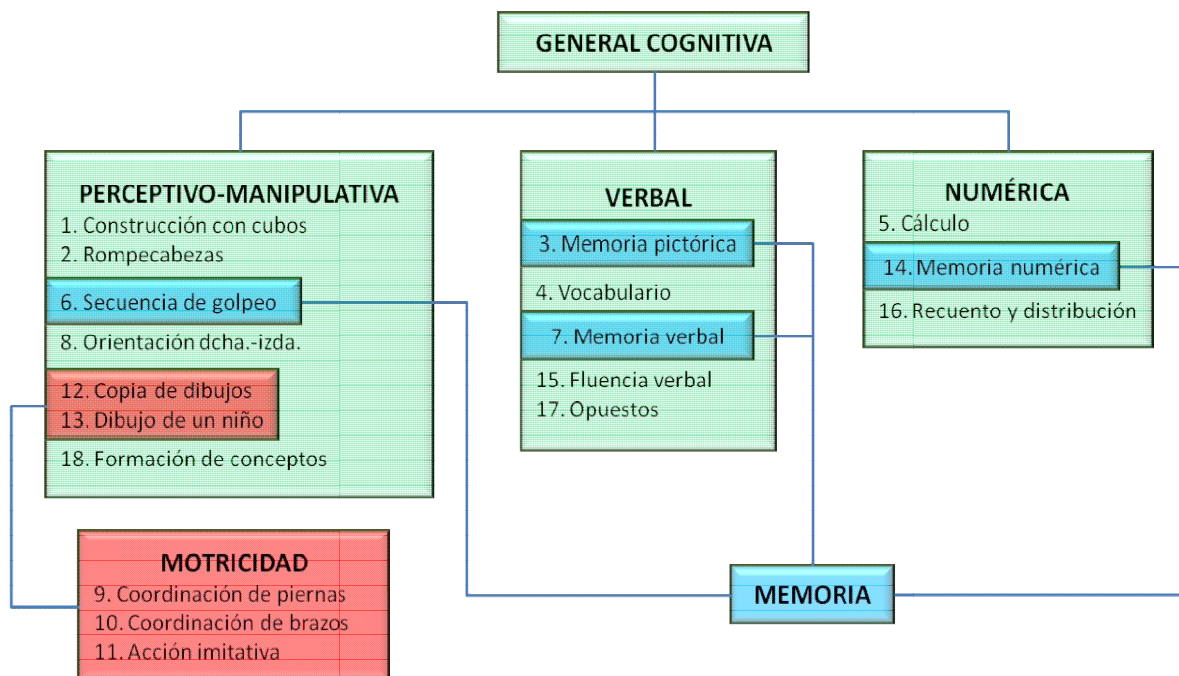 GENERAL COGNITIVA
PERCEPTIVO-MANIPULATIVA
1. Construcción con cubos
2. Rompecabezas
6. Secuencia de golpeo
8. Orientación dcha.-izda.
12. Copia de dibujos
13. Dibujo de un niño
18. Formación de conceptos
VERBAL
3. Memoria pictórica
4. Vocabulario
7. Memoria verbal
15. Fluencia verbal
17. Opuestos
NUMÉRICA
5. Cálculo
14. Memoria numérica
16. Recuento y distribución
MOTRICIDAD
9. Coordinación de piernas
10. Coordinación de brazos
11. Acción imitativa
MEMORIA